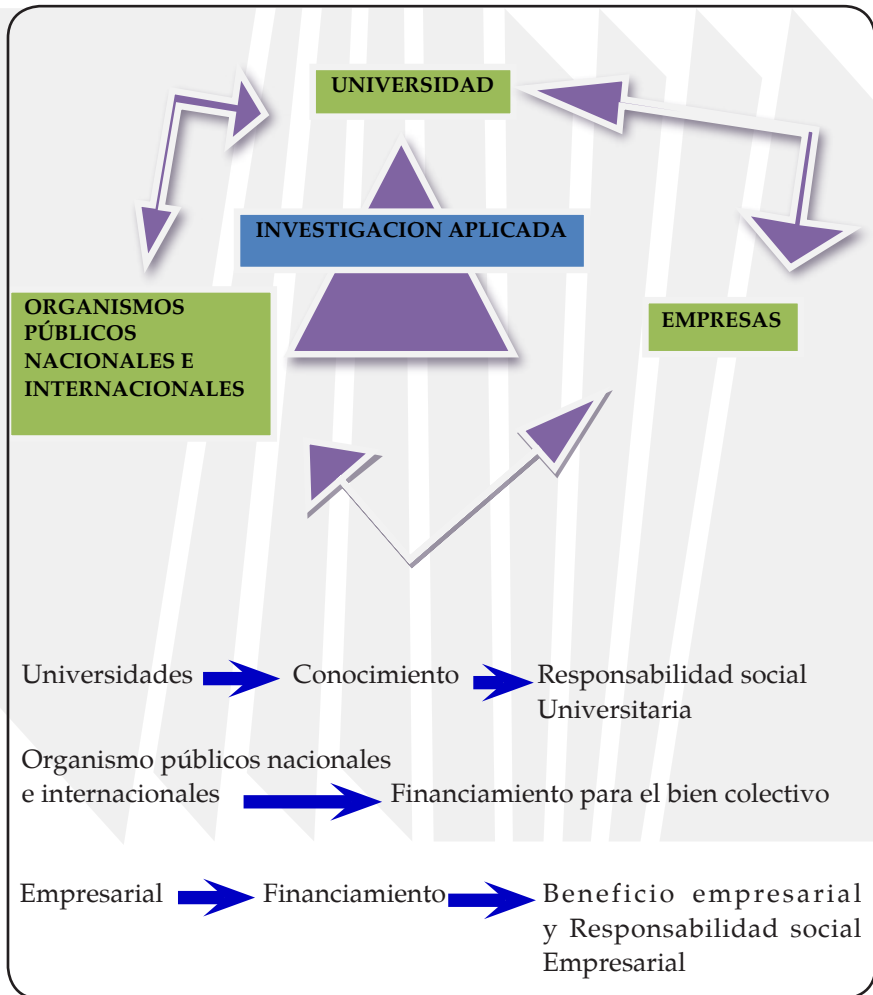 UNIVERSIDAD
INVESTIGACION APLICADA
ORGANISMOS
PÚBLICOS
NACIONALES E
INTERNACIONALES
EMPRESAS
Universidades Conocimiento Responsabilidad social
Universitaria
Organismo públicos nacionales
e internacionales Financiamiento para el bien colectivo
Empresarial Financiamiento Beneficio empresarial
y Responsabilidad social
Empresarial